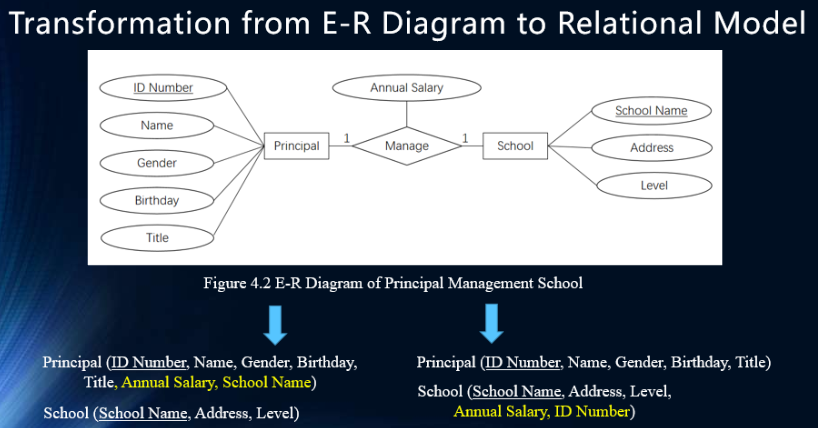 Transformation from E-R Diagram to Relational Model
ID Number
Name
Gender
Birthday
Title
Principal
1
Annual Salary
Manage
1
School
School Name
Address
Level
Figure 4.2 E-R Diagram of Principal Management School
Principal (ID Number, Name, Gender, Birthday,
Title, Annual Salary, School Name)
School (School Name, Address, Level)
Principal (ID Number, Name, Gender, Birthday, Title)
School (School Name, Address, Level,
Annual Salary, ID Number)